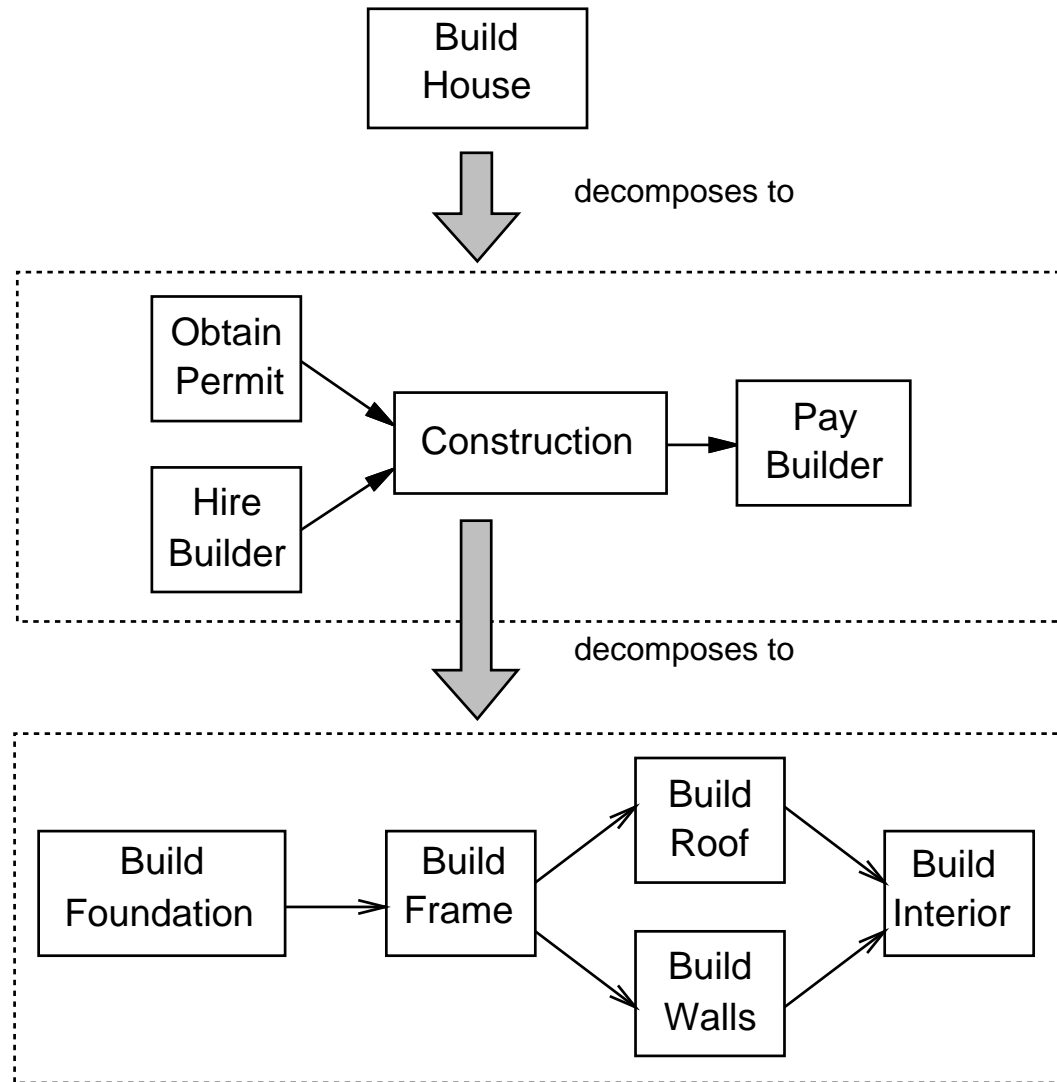 Build
House
decomposes to
Obtain
Permit
Hire
Builder
Construction
Pay
Builder
decomposes to
Build
Foundation
Build
Frame
Build
Roof
Build
Walls
Build
Interior